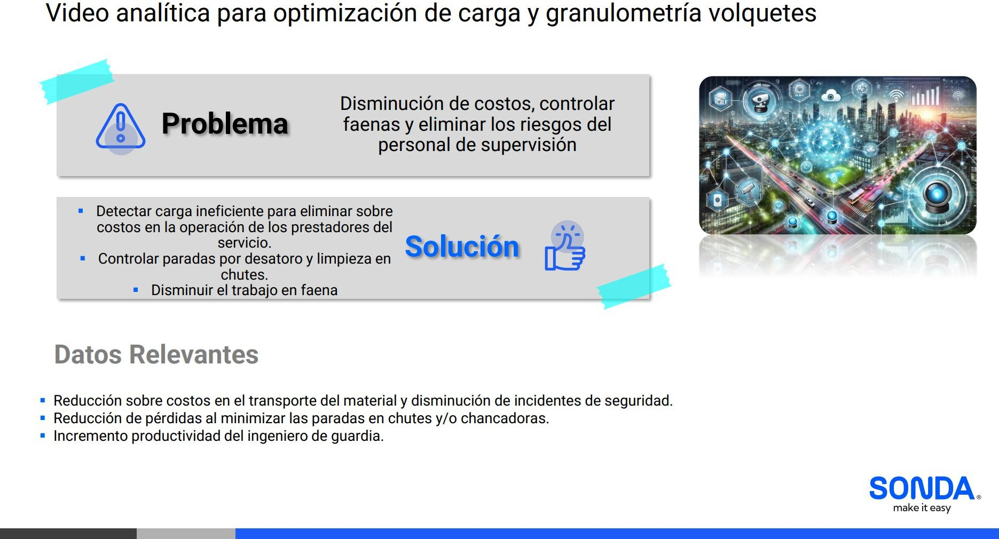 Video analítica para optimización de carga y granulometría volquetes
Problema
Disminución de costos, controlar
faenas y eliminar los riesgos del
personal de supervisión
▪ Detectar carga ineficiente para eliminar sobre
costos en la operación de los prestadores del
servicio.
▪ Controlar paradas por desatoro y limpieza en
chutes.
▪ Disminuir el trabajo en faena
Solución
Datos Relevantes
▪ Reducción sobre costos en el transporte del material y disminución de incidentes de seguridad.
▪ Reducción de pérdidas al minimizar las paradas en chutes y/o chancadoras.
▪ Incremento productividad del ingeniero de guardia.
SONDA®
make it easy